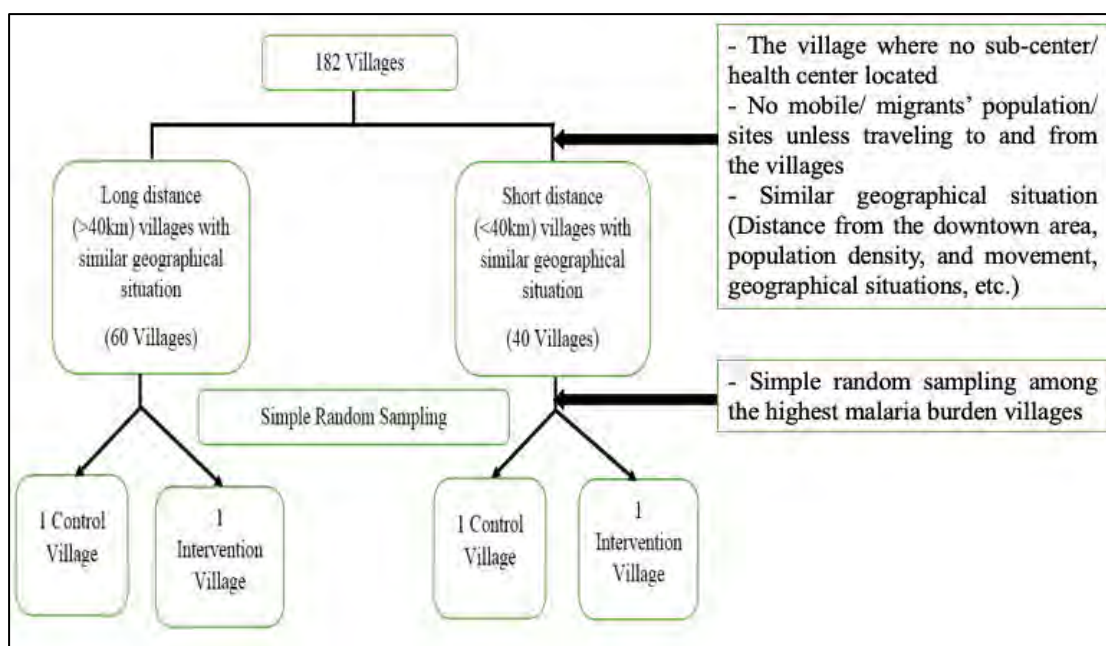 182 Villages
- The village where no sub-center/
health center located
- No mobile/ migrants’ population/
sites unless traveling to and from
the villages
- Similar geographical situation
(Distance from the downtown area,
population density, and movement,
geographical situations, etc.)
Long distance
(>40km) villages with
similar geographical
situation
(60 Villages)
Short distance
(<40km) villages with
similar geographical
situation
(40 Villages)
- Simple random sampling among
the highest malaria burden villages
Simple Random Sampling
1 Control
Village
1
Intervention
Village
1 Control
Village
1
Intervention
Village